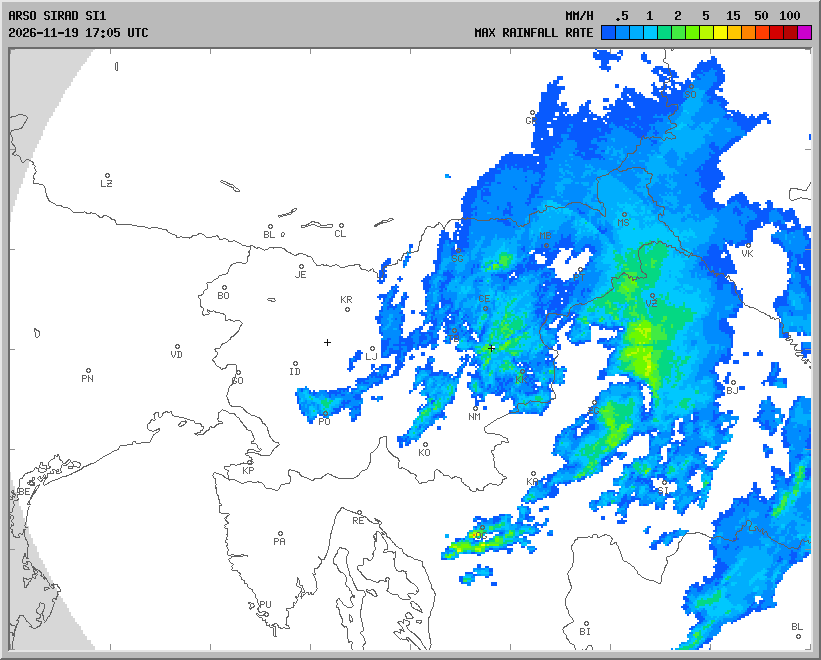 ARSO SIRAD SI1
MM/H .5 1 2 5 15 50 100
2026-11-19 17:05 UTC
MAX RAINFALL RATE
LZ
MS
BL
CL
MB
VK
JE
BO
KR
VŽ
LJ
VD
ID
PN
GO
BJ
NM
PO
KO
KP
SI
BE
RE
PA
PU
BI
BL